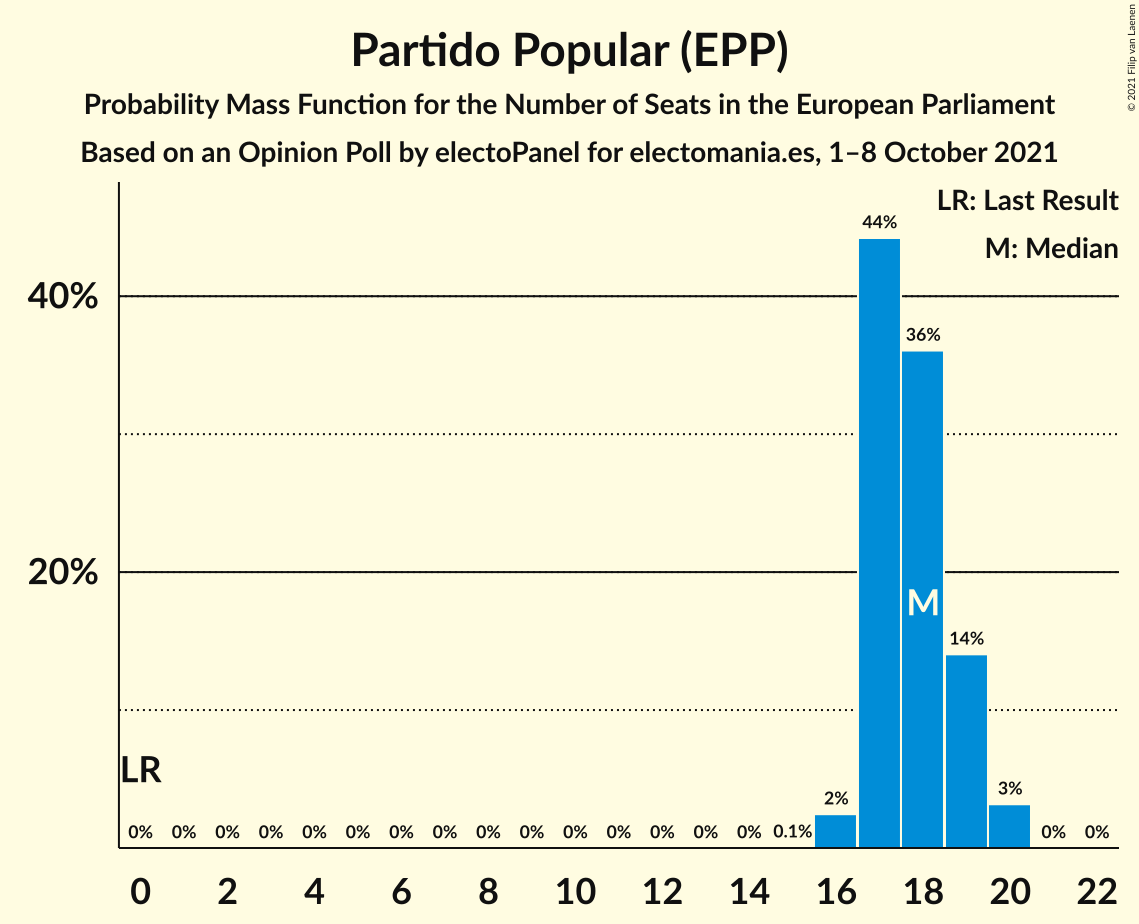 Partido Popular (EPP)
Probability Mass Function for the Number of Seats in the European Parliament
Based on an Opinion Poll by electoPanel for electomania.es, 1–8 October 2021
© 2021 Filip van Laenen
LR: Last Result
M: Median
40%
20%
44%
36%
M
14%
LR
2%
3%
0% 0% 0% 0% 0% 0% 0% 0% 0% 0% 0% 0% 0% 0% 0% 0.1% 0% 0%
0 2 4 6 8 10 12 14 16 18 20 22